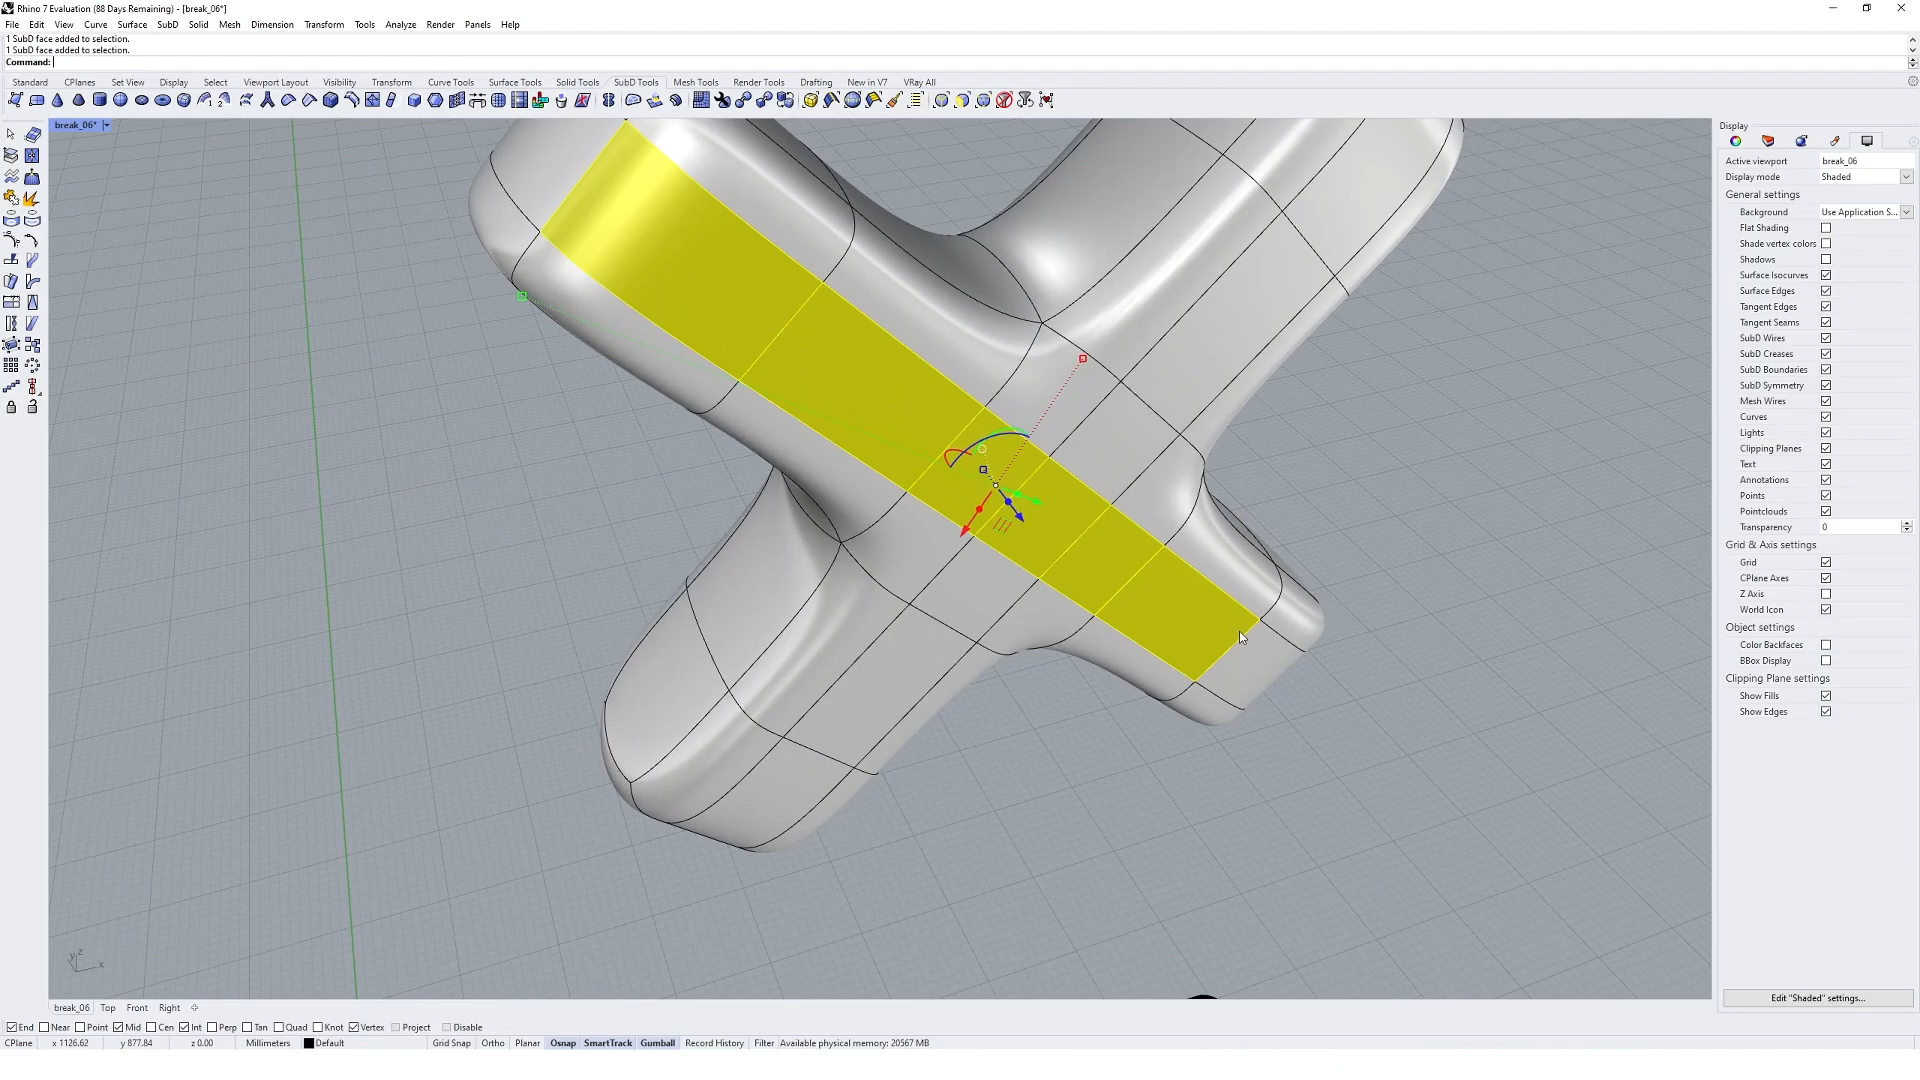 Rhino 7 Evaluation (88 Days Remaining) - [break_06*]
File Edit View Curve Surface SubD Solid Mesh Dimension Transform Tools Analyze Render Panels Help
1 SubD face added to selection.
1 SubD face added to selection.
Command:
Standard CPlanes Set View Display Select Viewport Layout Visibility Transform Curve Tools Surface Tools Solid Tools SubD Tools Mesh Tools Render Tools Drafting New in V7 VRay All
break_06*
Display
Active viewport break_06
Display mode Shaded
General settings
Background Use Application S...
Flat Shading
Shade vertex colors
Shadows
Surface Isocurves
Surface Edges
Tangent Edges
Tangent Seams
SubD Wires
SubD Creases
SubD Boundaries
SubD Symmetry
Mesh Wires
Curves
Lights
Clipping Planes
Text
Annotations
Points
Pointclouds
Transparency 0
Grid & Axis settings
Grid
CPlane Axes
Z Axis
World Icon
Object settings
Color Backfaces
BBox Display
Clipping Plane settings
Show Fills
Show Edges
Edit "Shaded" settings...
y z x
break_06 Top Front Right
End Near Point Mid Cen Int Perp Tan Quad Knot Vertex Project Disable
CPlane x 1126.62 y 877.84 z 0.00 Millimeters Default Grid Snap Ortho Planar Osnap SmartTrack Gumball Record History Filter Available physical memory: 20567 MB